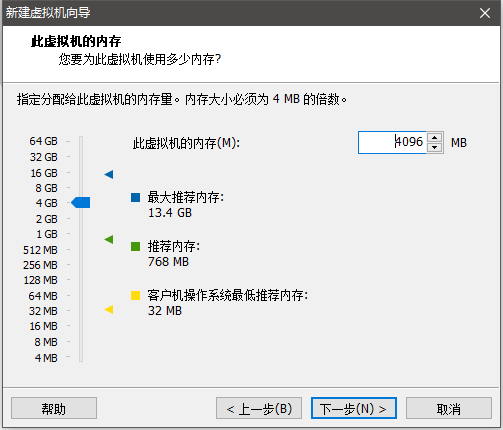 新建虚拟机向导
此虚拟机的内存
您要为此虚拟机使用多少内存?
指定分配给此虚拟机的内存量。内存大小必须为 4 MB 的倍数。
64 GB
32 GB
16 GB
8 GB
4 GB
2 GB
1 GB
512 MB
256 MB
128 MB
64 MB
32 MB
16 MB
8 MB
4 MB
此虚拟机的内存(M):
4096
MB
最大推荐内存:
13.4 GB
推荐内存:
768 MB
客户机操作系统最低推荐内存:
32 MB
帮助
< 上一步(B)
下一步(N) >
取消